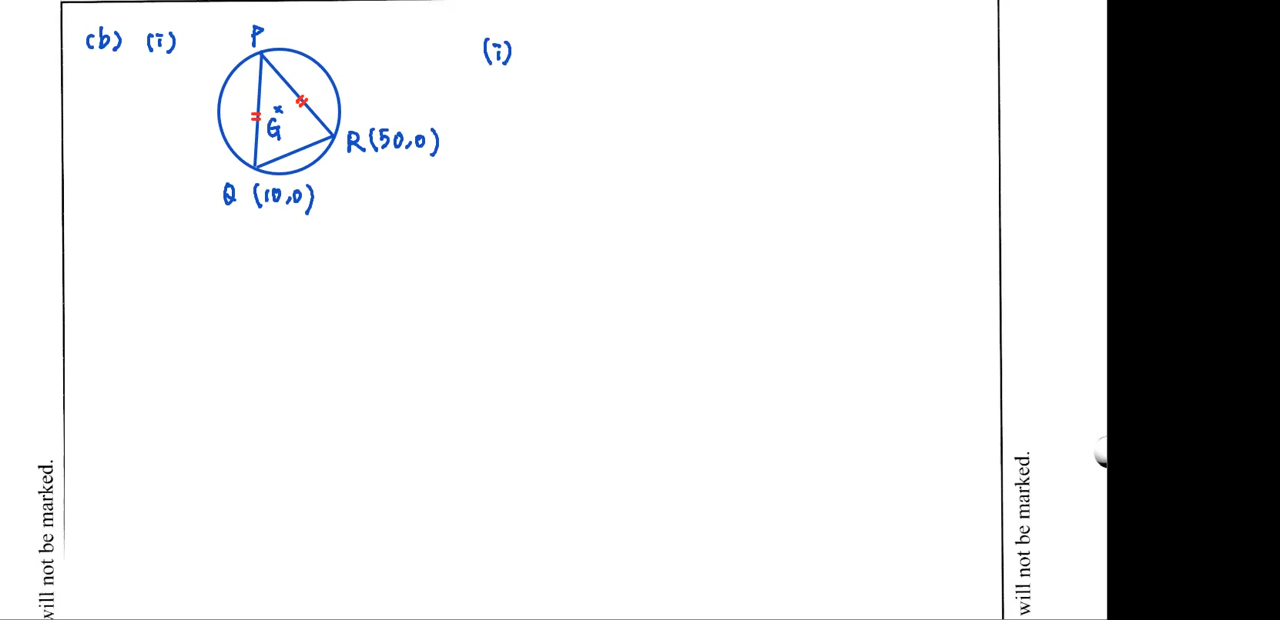 (b) (i)
P
(i)
G
R(50,0)
Q (10,0)
will not be marked.
will not be marked.